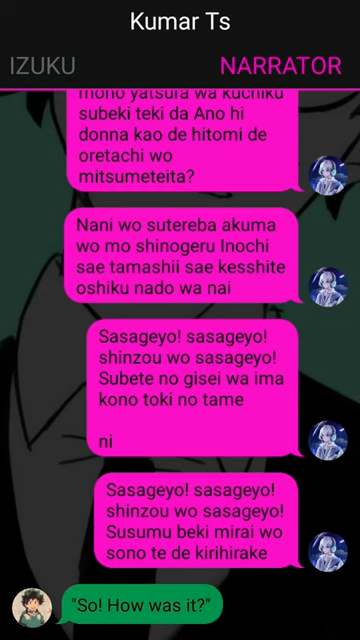 Kumar Ts
IZUKU
NARRATOR
mono yatsura wa kuchiku
subeki teki da Ano hi
donna kao de hitomi de
oretachi wo
mitsumeteita?
Nani wo sutereba akuma
wo mo shinogeru Inochi
sae tamashii sae kesshite
oshiku nado wa nai
Sasageyo! sasageyo!
shinzou wo sasageyo!
Subete no gisei wa ima
kono toki no tame
ni
Sasageyo! sasageyo!
shinzou wo sasageyo!
Susumu beki mirai wo
sono te de kirihirake
"So! How was it?"